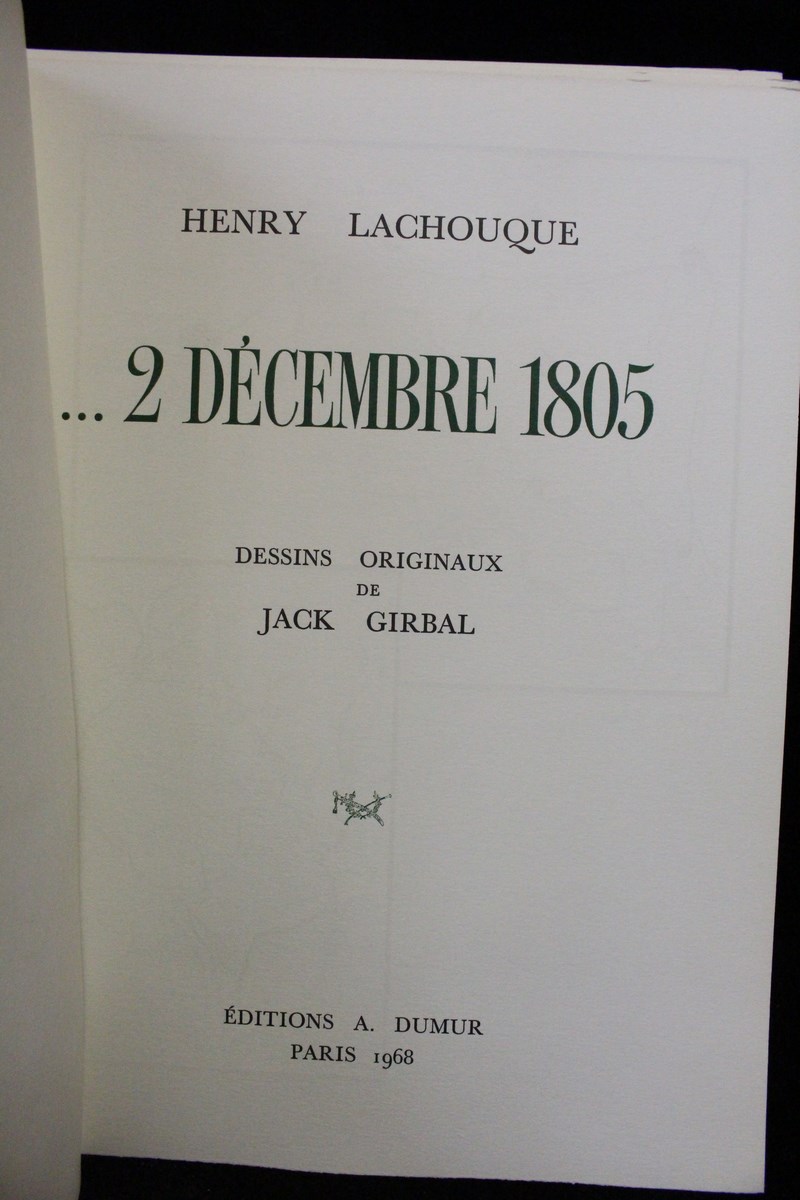 HENRY LACHOUQUE
... 2 DÉCEMBRE 1805
DESSINS ORIGINAUX
DE
JACK GIRBAL
ÉDITIONS A. DUMUR
PARIS 1968